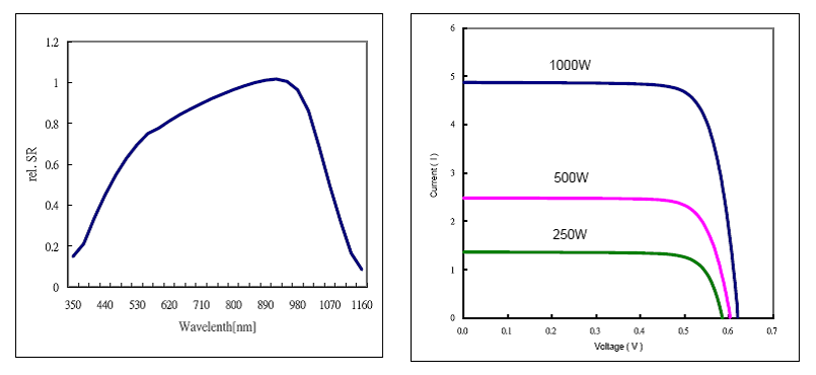 1.2
1
0.8
0.6
0.4
0.2
0
rel. SR
350 440 530 620 710 800 890 980 1070 1160
Wavelenth[nm]
6
5
4
3
2
1
0
Current ( I )
1000W
500W
250W
0.0 0.1 0.2 0.3 0.4 0.5 0.6 0.7
Voltage ( V )